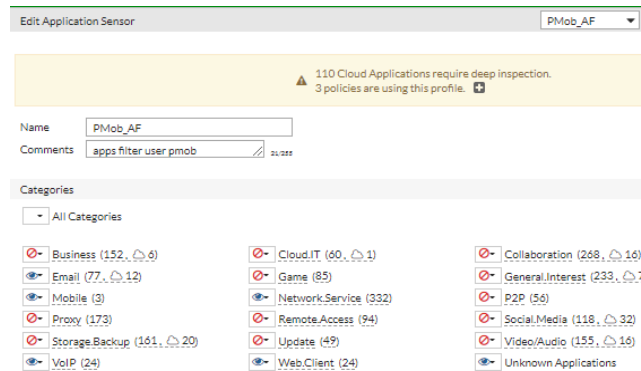 Edit Application Sensor PMob_AF
110 Cloud Applications require deep inspection.
3 policies are using this profile.
Name PMob_AF
Comments apps filter user pmob 21/255
Categories
All Categories
Business (152, 6) Cloud.IT (60, 1) Collaboration (268, 16)
Email (77, 12) Game (85) General.Interest (233, 7
Mobile (3) Network.Service (332) P2P (56)
Proxy (173) Remote.Access (94) Social.Media (118, 32)
Storage.Backup (161, 20) Update (49) Video/Audio (155, 16)
VoIP (24) Web.Client (24) Unknown Applications